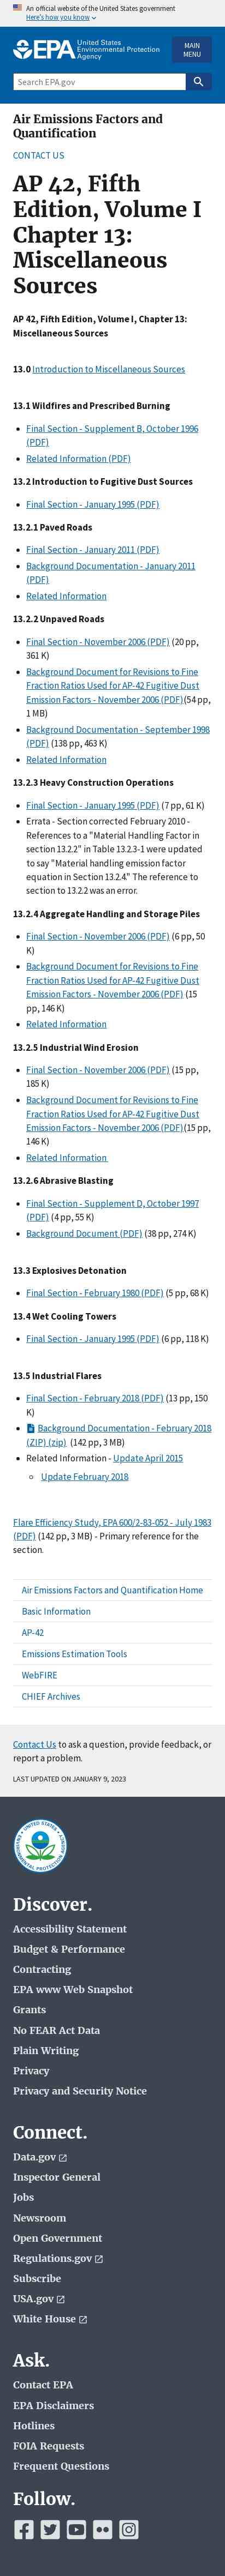 An official website of the United States government
Here's how you know
EPA United States
Environmental Protection
Agency
MAIN
MENU
Search EPA.gov
Air Emissions Factors and
Quantification
CONTACT US
AP 42, Fifth
Edition, Volume I
Chapter 13:
Miscellaneous
Sources
AP 42, Fifth Edition, Volume I, Chapter 13:
Miscellaneous Sources
13.0 Introduction to Miscellaneous Sources
13.1 Wildfires and Prescribed Burning
Final Section - Supplement B, October 1996
(PDF)
Related Information (PDF)
13.2 Introduction to Fugitive Dust Sources
Final Section - January 1995 (PDF)
13.2.1 Paved Roads
Final Section - January 2011 (PDF)
Background Documentation - January 2011
(PDF)
Related Information
13.2.2 Unpaved Roads
Final Section - November 2006 (PDF) (20 pp,
361 K)
Background Document for Revisions to Fine
Fraction Ratios Used for AP-42 Fugitive Dust
Emission Factors - November 2006 (PDF)(54 pp,
1 MB)
Background Documentation - September 1998
(PDF) (138 pp, 463 K)
Related Information
13.2.3 Heavy Construction Operations
Final Section - January 1995 (PDF) (7 pp, 61 K)
Errata - Section corrected February 2010 -
References to a "Material Handling Factor in
section 13.2.2" in Table 13.2.3-1 were updated
to say "Material handling emission factor
equation in Section 13.2.4." The reference to
section to 13.2.2 was an error.
13.2.4 Aggregate Handling and Storage Piles
Final Section - November 2006 (PDF) (6 pp, 50
K)
Background Document for Revisions to Fine
Fraction Ratios Used for AP-42 Fugitive Dust
Emission Factors - November 2006 (PDF) (15
pp, 146 K)
Related Information
13.2.5 Industrial Wind Erosion
Final Section - November 2006 (PDF) (15 pp,
185 K)
Background Document for Revisions to Fine
Fraction Ratios Used for AP-42 Fugitive Dust
Emission Factors - November 2006 (PDF)(15 pp,
146 K)
Related Information
13.2.6 Abrasive Blasting
Final Section - Supplement D, October 1997
(PDF) (4 pp, 55 K)
Background Document (PDF) (38 pp, 274 K)
13.3 Explosives Detonation
Final Section - February 1980 (PDF) (5 pp, 68 K)
13.4 Wet Cooling Towers
Final Section - January 1995 (PDF) (6 pp, 118 K)
13.5 Industrial Flares
Final Section - February 2018 (PDF) (13 pp, 150
K)
Background Documentation - February 2018
(ZIP) (zip) (142 pp, 3 MB)
Related Information - Update April 2015
Update February 2018
Flare Efficiency Study, EPA 600/2-83-052 - July 1983
(PDF) (142 pp, 3 MB) - Primary reference for the
section.
Air Emissions Factors and Quantification Home
Basic Information
AP-42
Emissions Estimation Tools
WebFIRE
CHIEF Archives
Contact Us to ask a question, provide feedback, or
report a problem.
LAST UPDATED ON JANUARY 9, 2023
UNITED STATES
ENVIRONMENTAL PROTECTION AGENCY
Discover.
Accessibility Statement
Budget & Performance
Contracting
EPA www Web Snapshot
Grants
No FEAR Act Data
Plain Writing
Privacy
Privacy and Security Notice
Connect.
Data.gov
Inspector General
Jobs
Newsroom
Open Government
Regulations.gov
Subscribe
USA.gov
White House
Ask.
Contact EPA
EPA Disclaimers
Hotlines
FOIA Requests
Frequent Questions
Follow.